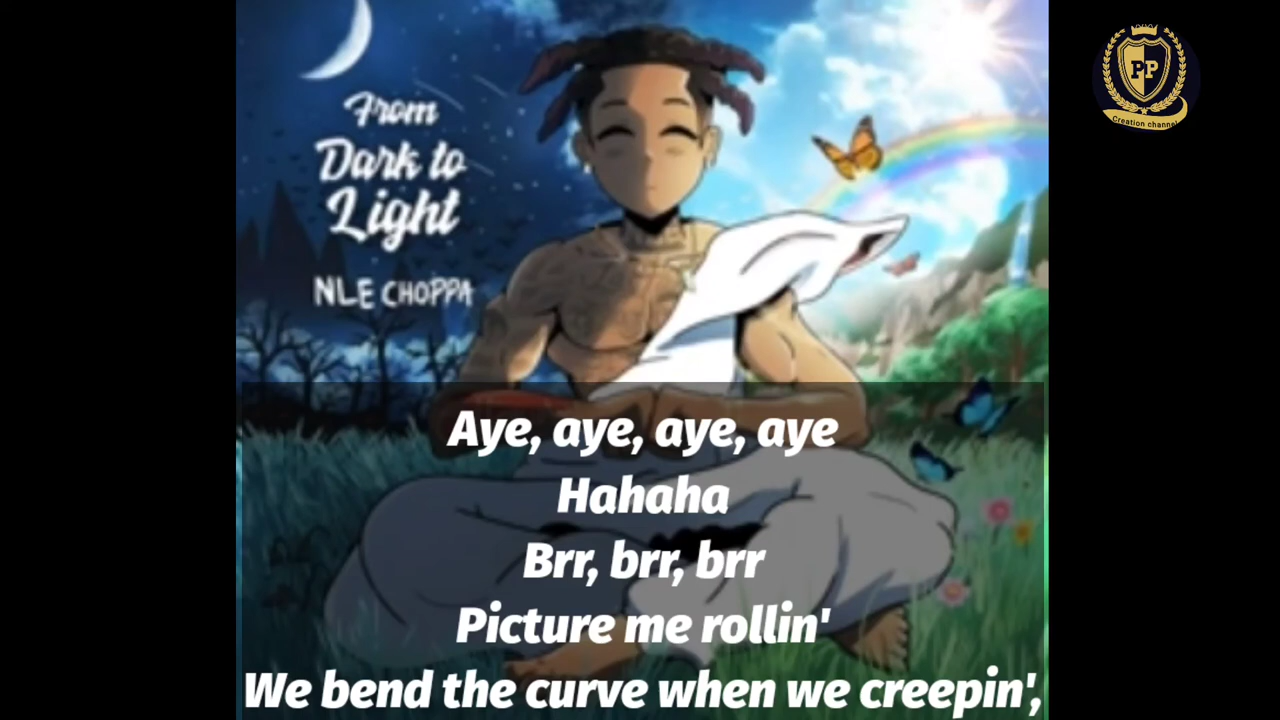 From
Dark to
Light
NLE CHOPPA
PP
Creation channel
Aye, aye, aye, aye
Hahaha
Brr, brr, brr
Picture me rollin'
We bend the curve when we creepin',